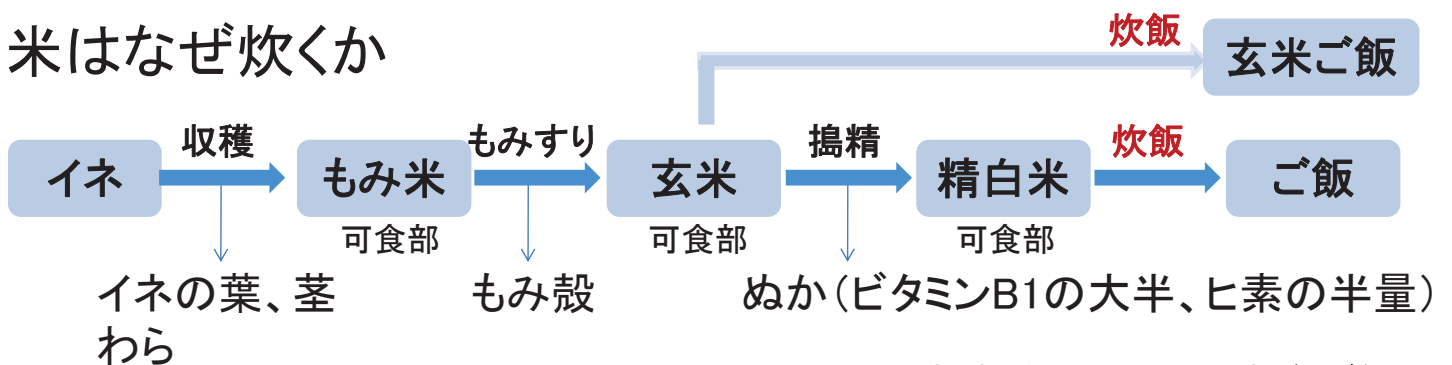 米はなぜ炊くか
炊飯
玄米ご飯
収穫
もみすり
搗精
炊飯
イネ
もみ米
玄米
精白米
ご飯
可食部
可食部
可食部
イネの葉、茎
わら
もみ殻
ぬか(ビタミンB1の大半、ヒ素の半量)